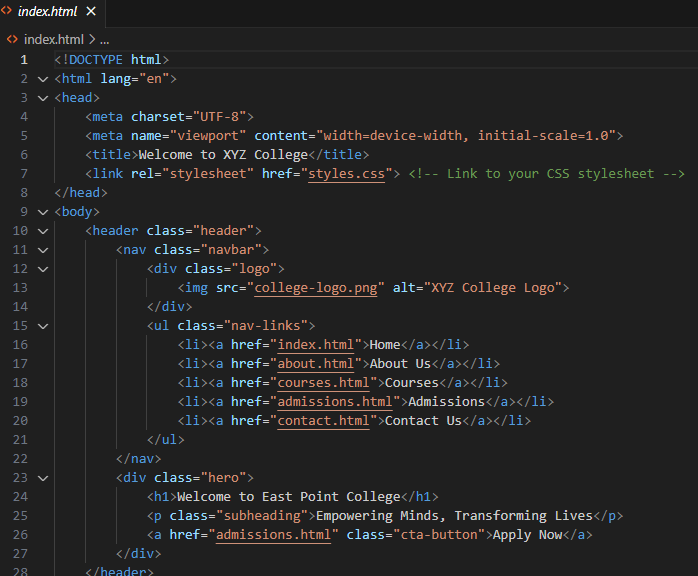 index.html
index.html > ...
1 <!DOCTYPE html>
2 <html lang="en">
3 <head>
4     <meta charset="UTF-8">
5     <meta name="viewport" content="width=device-width, initial-scale=1.0">
6     <title>Welcome to XYZ College</title>
7     <link rel="stylesheet" href="styles.css"> <!-- Link to your CSS stylesheet -->
8 </head>
9 <body>
10     <header class="header">
11         <nav class="navbar">
12             <div class="logo">
13                 <img src="college-logo.png" alt="XYZ College Logo">
14             </div>
15             <ul class="nav-links">
16                 <li><a href="index.html">Home</a></li>
17                 <li><a href="about.html">About Us</a></li>
18                 <li><a href="courses.html">Courses</a></li>
19                 <li><a href="admissions.html">Admissions</a></li>
20                 <li><a href="contact.html">Contact Us</a></li>
21             </ul>
22         </nav>
23         <div class="hero">
24             <h1>Welcome to East Point College</h1>
25             <p class="subheading">Empowering Minds, Transforming Lives</p>
26             <a href="admissions.html" class="cta-button">Apply Now</a>
27         </div>
28     </header>